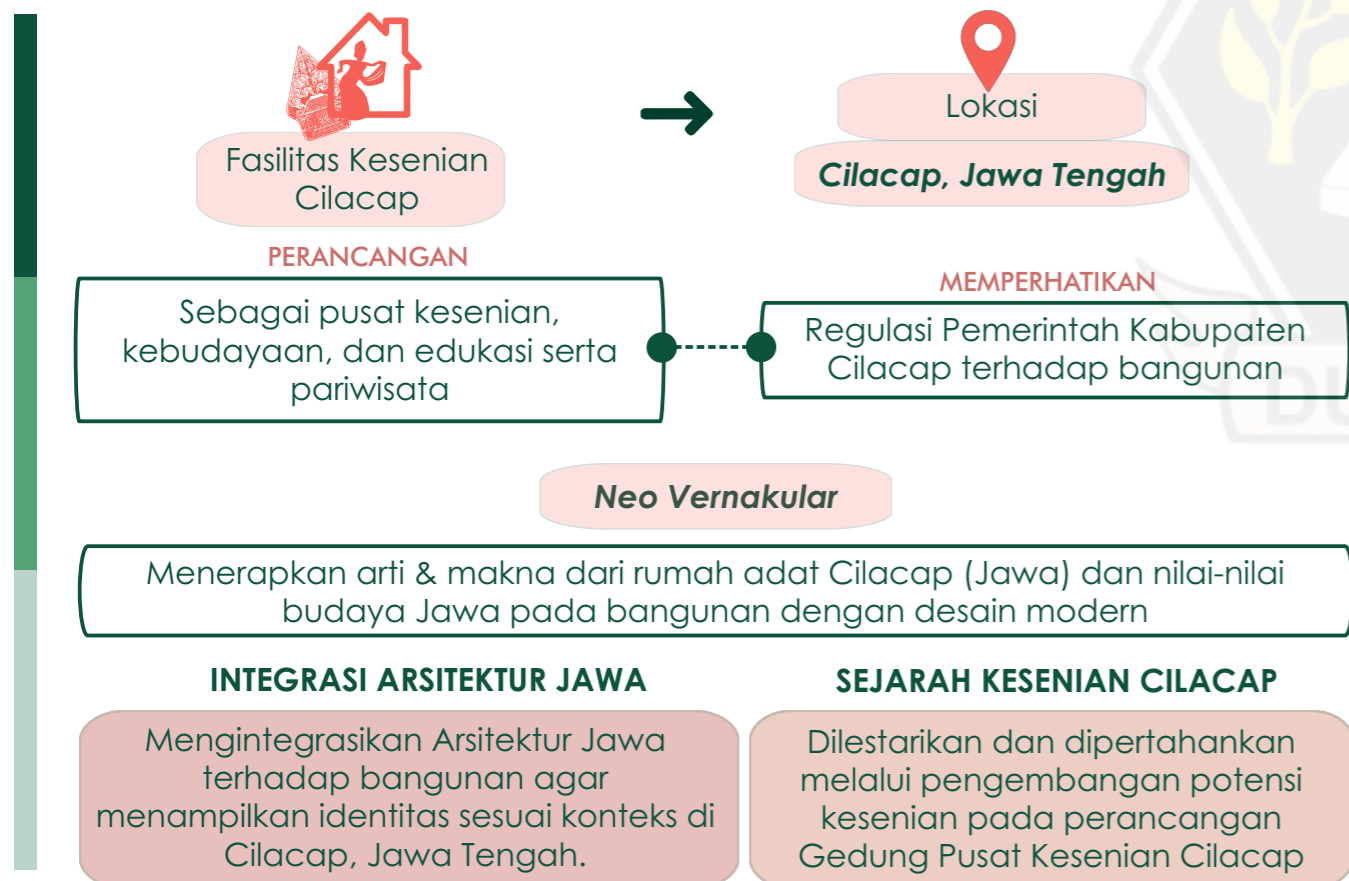 Fasilitas Kesenian
Cilacap
Lokasi
Cilacap, Jawa Tengah
PERANCANGAN
Sebagai pusat kesenian,
kebudayaan, dan edukasi serta
pariwisata
MEMPERHATIKAN
Regulasi Pemerintah Kabupaten
Cilacap terhadap bangunan
DU
Neo Vernakular
Menerapkan arti & makna dari rumah adat Cilacap (Jawa) dan nilai-nilai
budaya Jawa pada bangunan dengan desain modern
INTEGRASI ARSITEKTUR JAWA
Mengintegrasikan Arsitektur Jawa
terhadap bangunan agar
menampilkan identitas sesuai konteks di
Cilacap, Jawa Tengah.
SEJARAH KESENIAN CILACAP
Dilestarikan dan dipertahankan
melalui pengembangan potensi
kesenian pada perancangan
Gedung Pusat Kesenian Cilacap